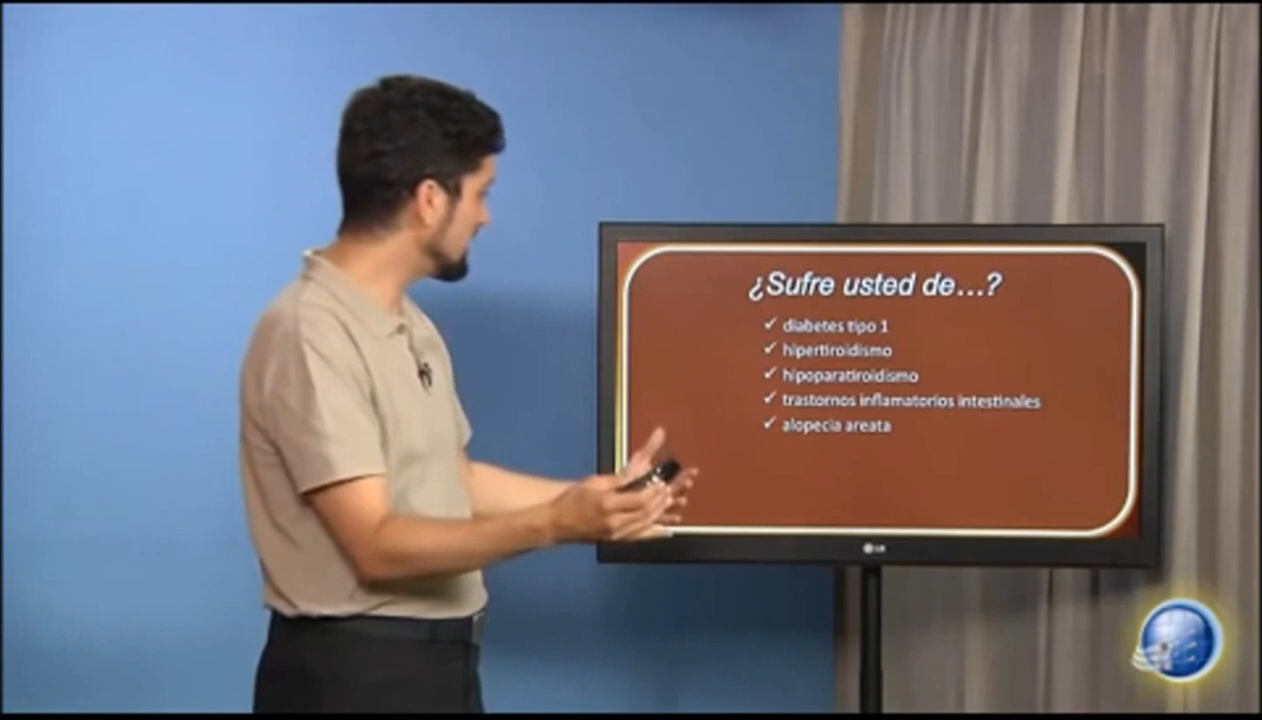 ¿Sufre usted de...?
✓ diabetes tipo 1
✓ hipertiroidismo
✓ hipoparatiroidismo
✓ trastornos inflamatorios intestinales
✓ alopecia areata
LG